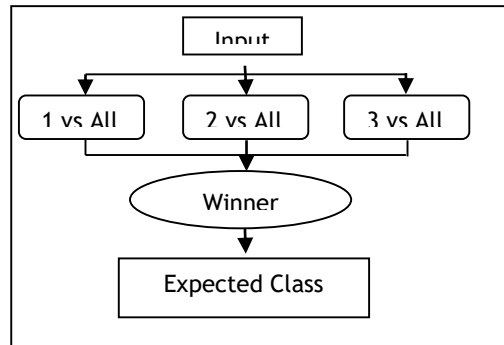 Input
1 vs All
2 vs All
3 vs All
Winner
Expected Class